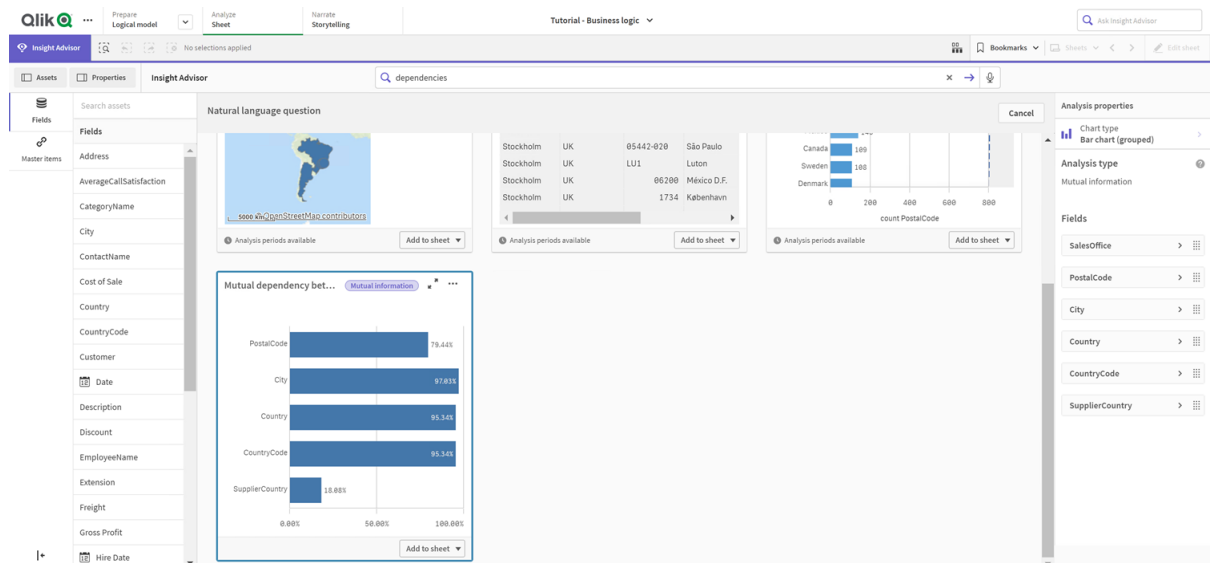 Qlik
Prepare
Logical model
Analyze
Sheet
Narrate
Storytelling
Tutorial - Business logic
Ask Insight Advisor
Insight Advisor
No selections applied
Bookmarks
Sheets
Edit sheet
Assets
Properties
Insight Advisor
dependencies
Fields
Master items
Search assets
Fields
Address
AverageCallSatisfaction
CategoryName
City
ContactName
Cost of Sale
Country
CountryCode
Customer
Date
Description
Discount
EmployeeName
Extension
Freight
Gross Profit
Hire Date
Natural language question
Cancel
5000 km
OpenStreetMap contributors
Analysis periods available
Add to sheet
Stockholm UK 05442-020 São Paulo
Stockholm UK LU1 Luton
Stockholm UK 06200 México D.F.
Stockholm UK 1734 København
Analysis periods available
Add to sheet
Canada 109
Sweden 108
Denmark
0 200 400 600 800
count PostalCode
Analysis periods available
Add to sheet
Mutual dependency bet...
Mutual information
PostalCode 79.44%
City 97.03%
Country 95.34%
CountryCode 95.34%
SupplierCountry 18.08%
0.00% 50.00% 100.00%
Add to sheet
Analysis properties
Chart type
Bar chart (grouped)
Analysis type
Mutual information
Fields
SalesOffice
PostalCode
City
Country
CountryCode
SupplierCountry